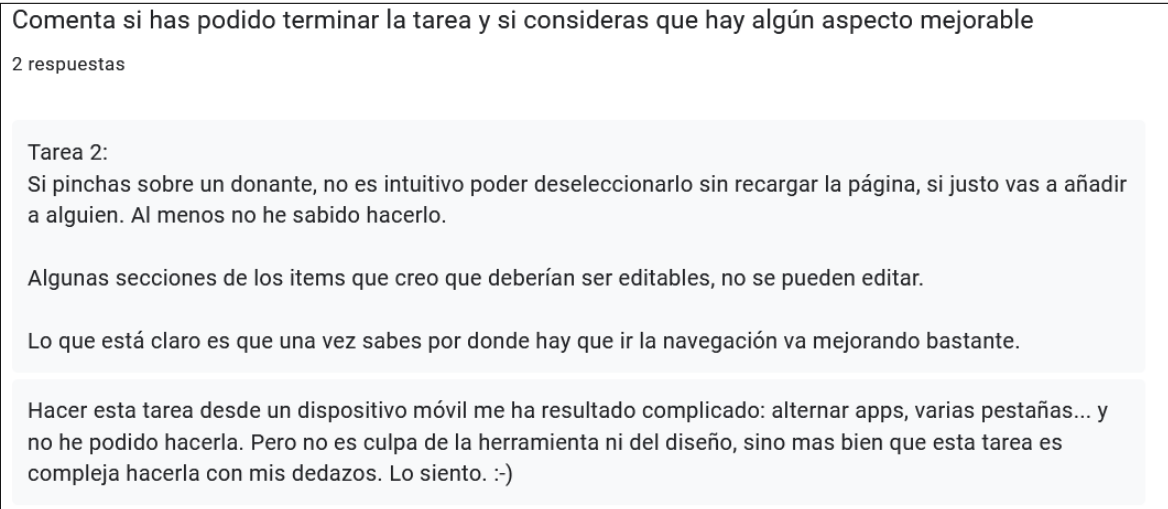 Comenta si has podido terminar la tarea y si consideras que hay algún aspecto mejorable
2 respuestas
Tarea 2:
Si pinchas sobre un donante, no es intuitivo poder deseleccionarlo sin recargar la página, si justo vas a añadir
a alguien. Al menos no he sabido hacerlo.
Algunas secciones de los items que creo que deberían ser editables, no se pueden editar.
Lo que está claro es que una vez sabes por donde hay que ir la navegación va mejorando bastante.
Hacer esta tarea desde un dispositivo móvil me ha resultado complicado: alternar apps, varias pestañas... y
no he podido hacerla. Pero no es culpa de la herramienta ni del diseño, sino mas bien que esta tarea es
compleja hacerla con mis dedazos. Lo siento. :-)